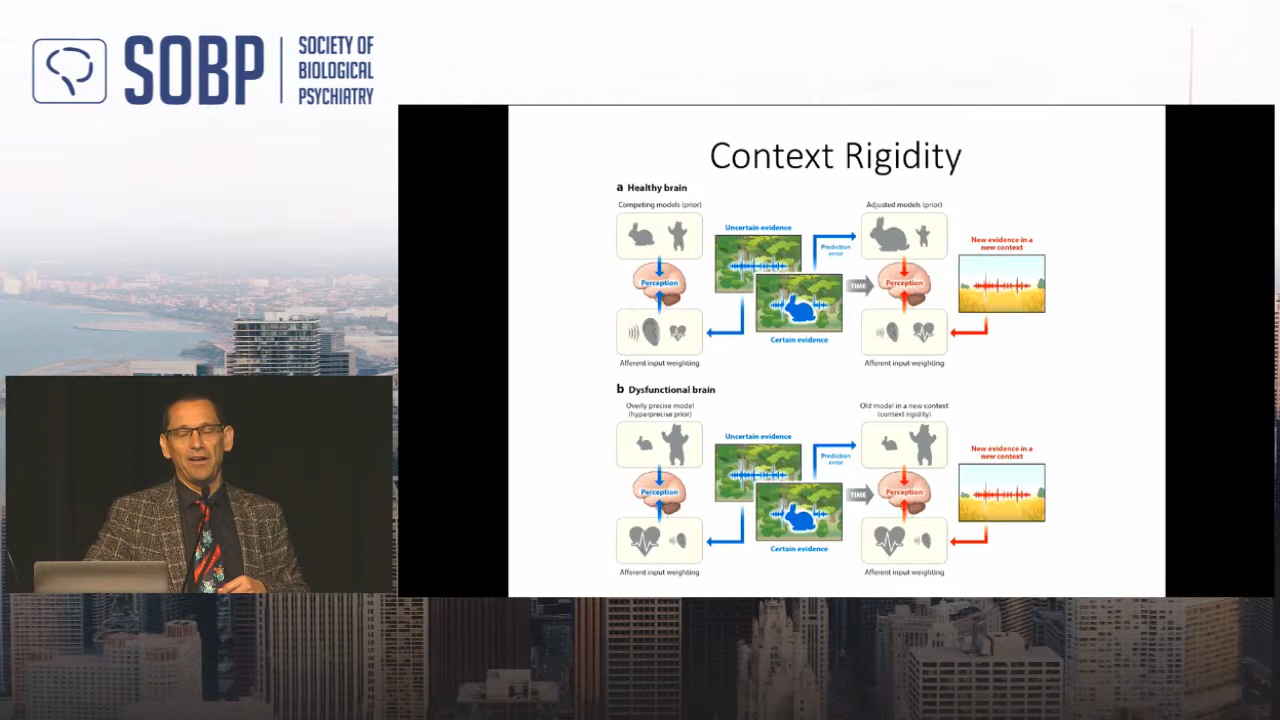 SOBP
SOCIETY OF
BIOLOGICAL
PSYCHIATRY
Context Rigidity
a Healthy brain
Competing models (prior)
Adjusted models (prior)
Uncertain evidence
Prediction
error
New evidence in a
new context
Perception
TIME
Perception
Certain evidence
Afferent input weighting
Afferent input weighting
b Dysfunctional brain
Overly precise model
(hyperprecise prior)
Old model in a new context
(context rigidity)
Uncertain evidence
Prediction
error
New evidence in a
new context
Perception
TIME
Perception
Certain evidence
Afferent input weighting
Afferent input weighting